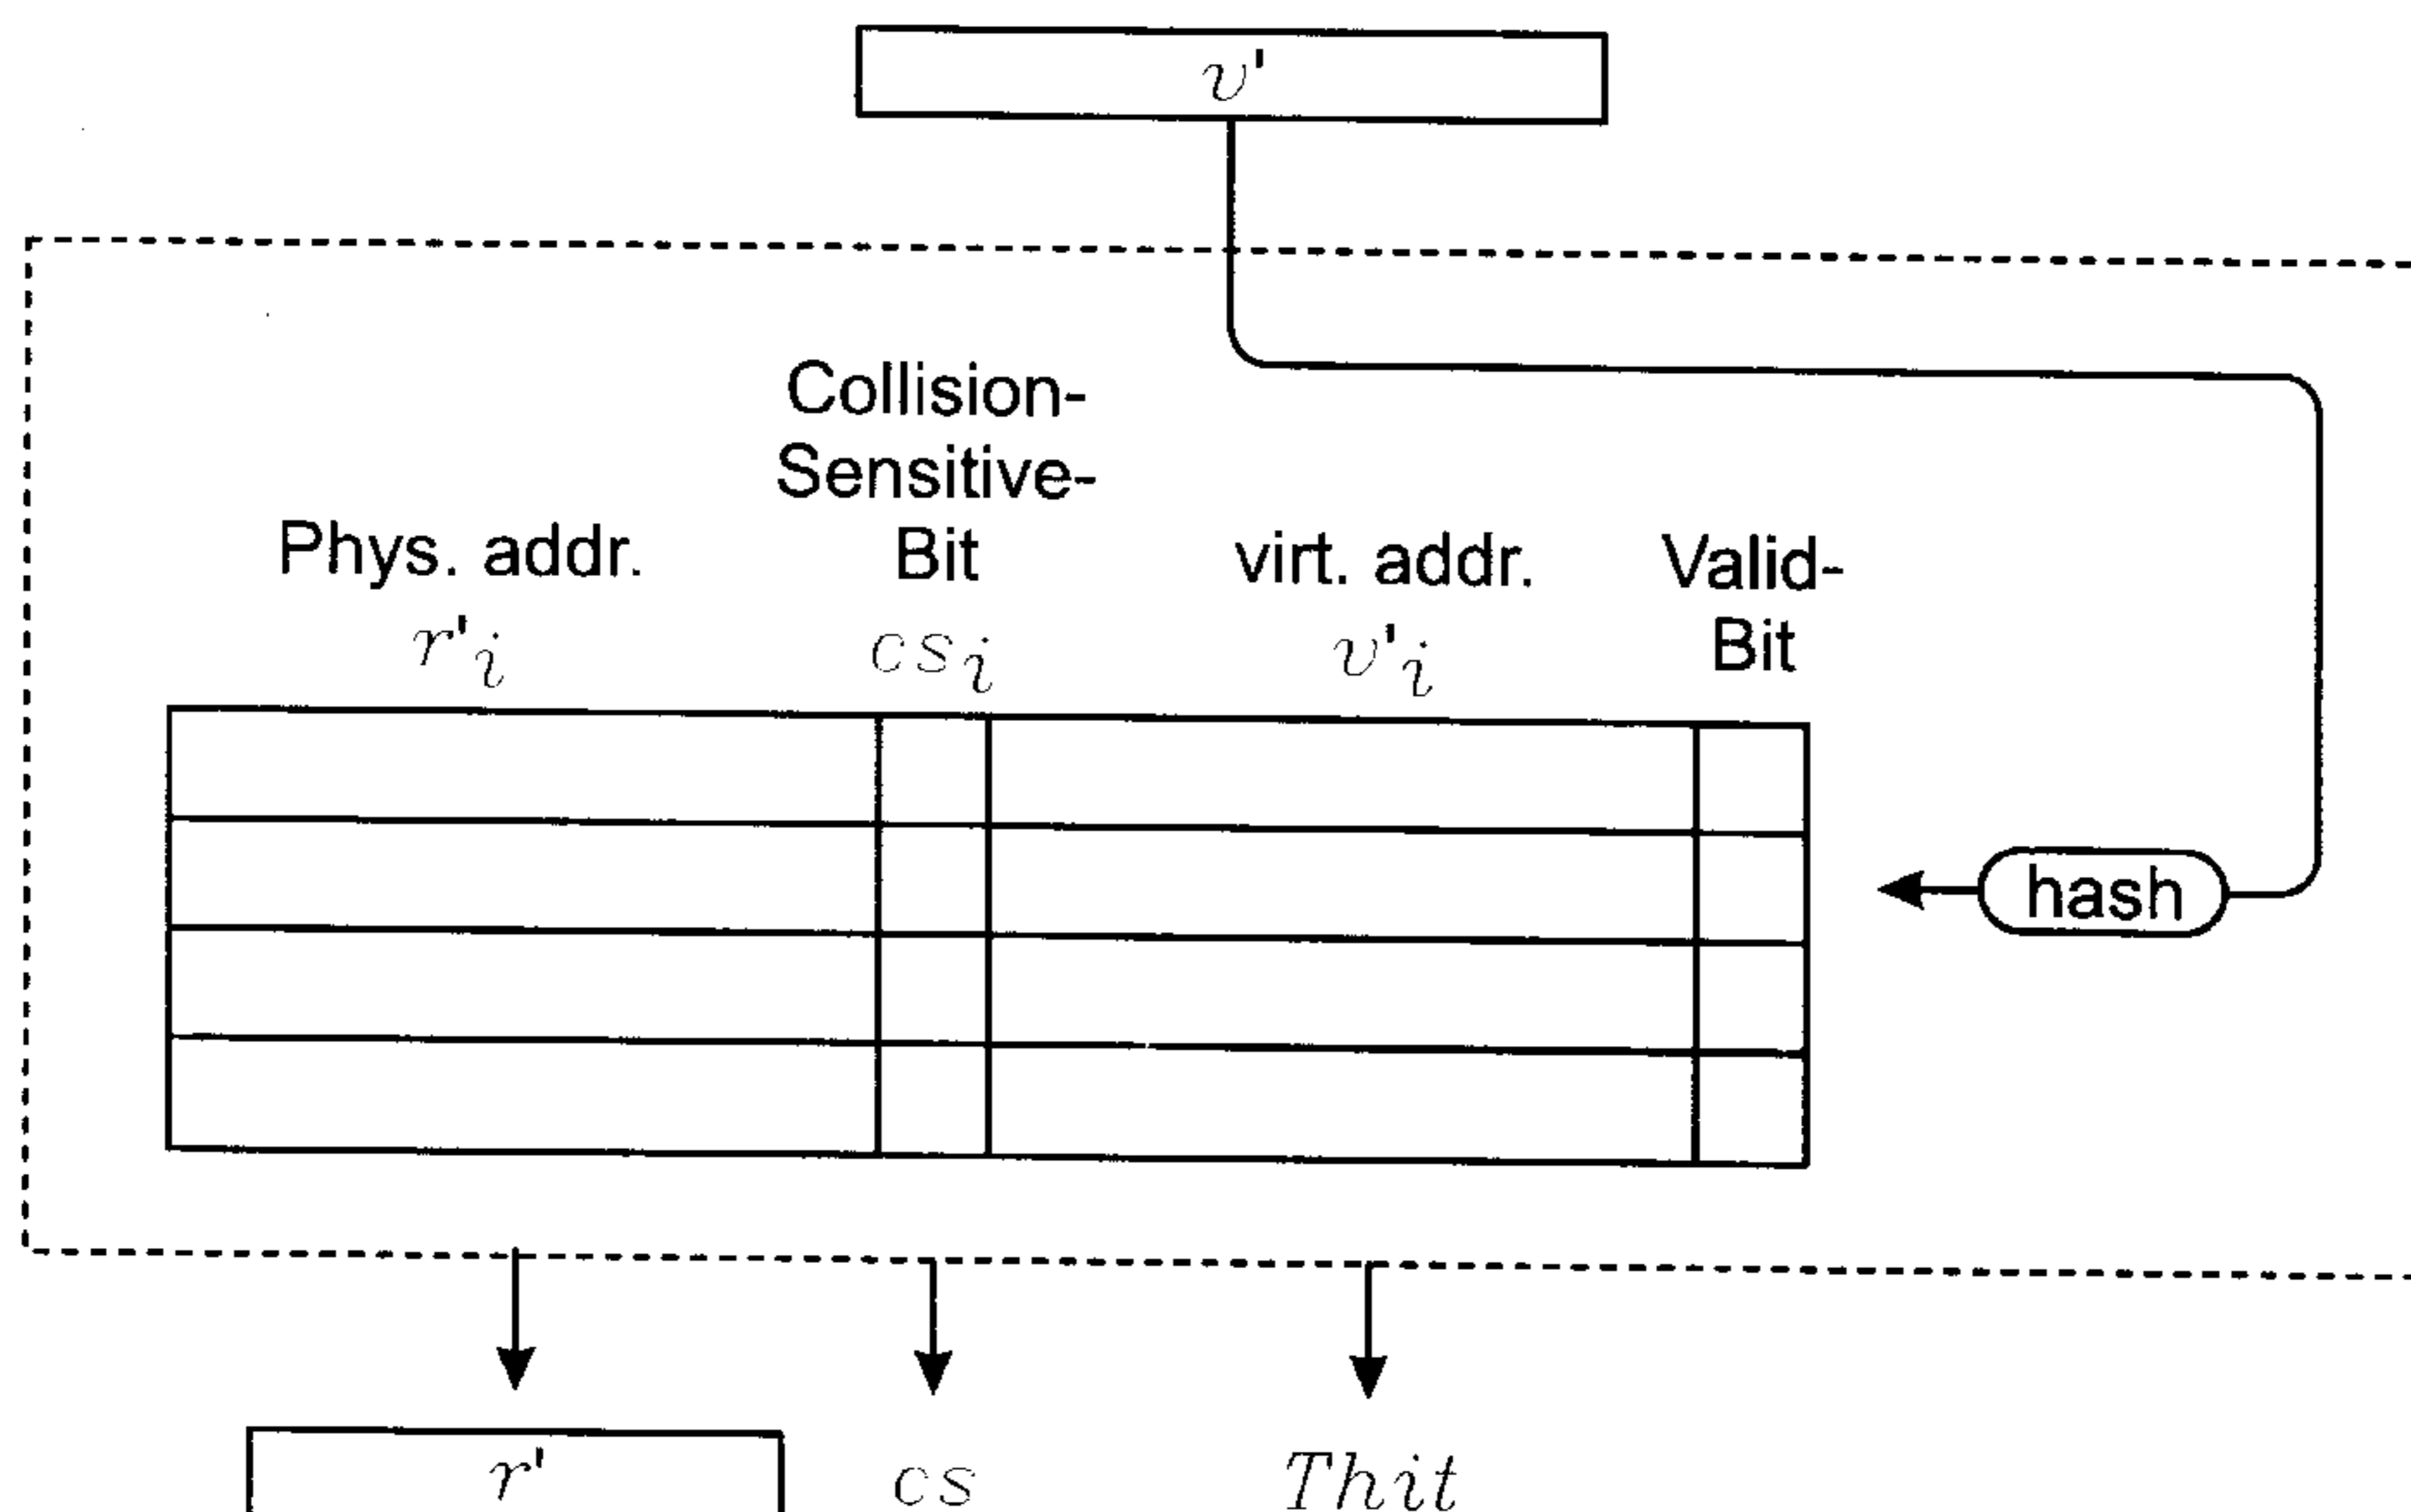 v'
Collision-
Sensitive-
Phys. addr. Bit virt. addr. Valid-
r'i csi v'i Bit
hash
r' cs Thit